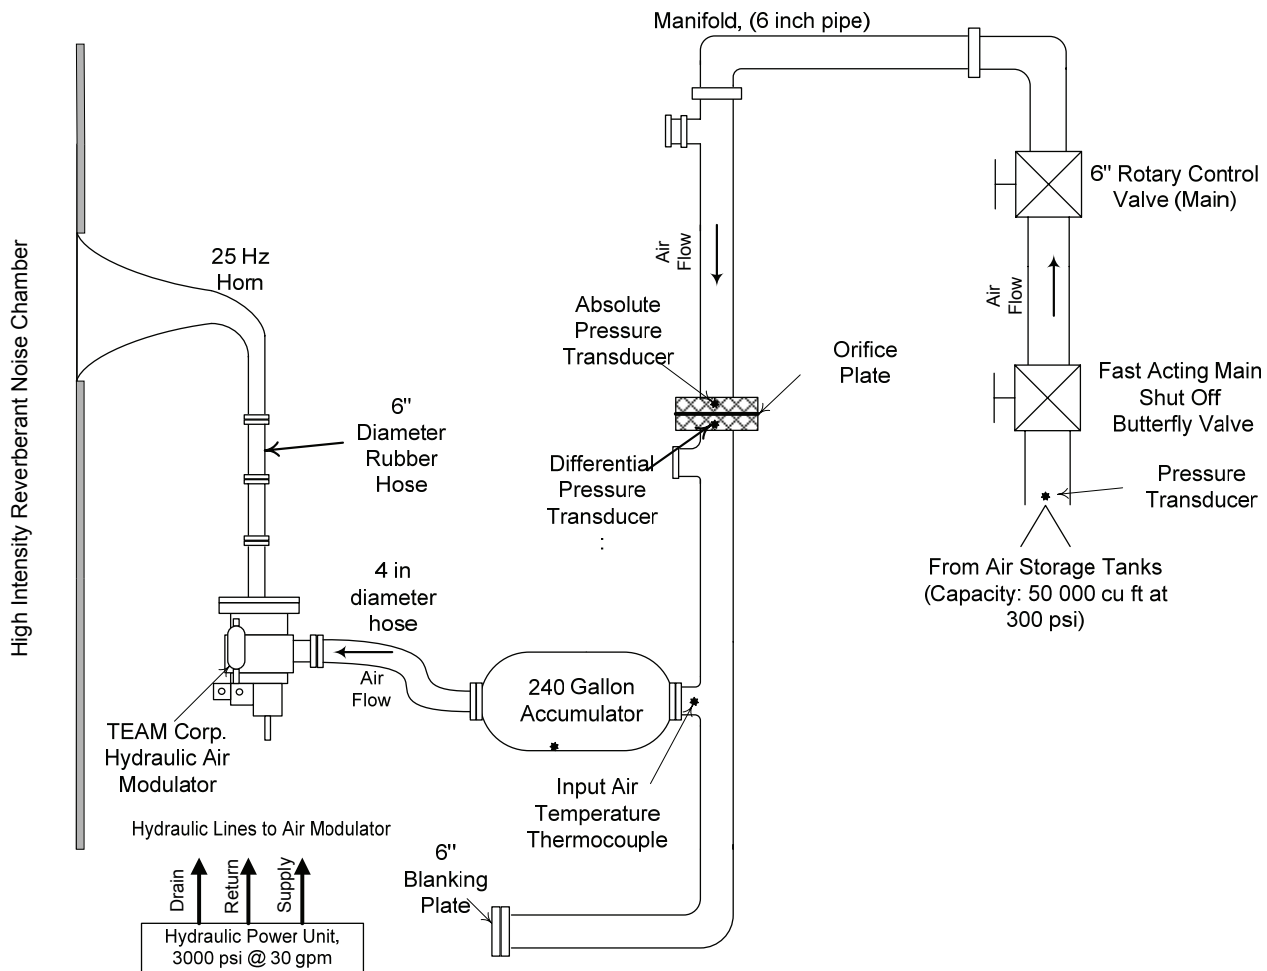 Manifold, (6 inch pipe)
6" Rotary Control
Valve (Main)
Air
Flow
Air
Flow
High Intensity Reverberant Noise Chamber
25 Hz
Horn
Absolute
Pressure
Transducer
Orifice
Plate
Fast Acting Main
Shut Off
Butterfly Valve
6"
Diameter
Rubber
Hose
Differential
Pressure
Transducer
:
Pressure
Transducer
From Air Storage Tanks
(Capacity: 50 000 cu ft at
300 psi)
4 in
diameter
hose
Air
Flow
240 Gallon
Accumulator
TEAM Corp.
Hydraulic Air
Modulator
Input Air
Temperature
Thermocouple
Hydraulic Lines to Air Modulator
Drain
Return
Supply
6"
Blanking
Plate
Hydraulic Power Unit,
3000 psi @ 30 gpm